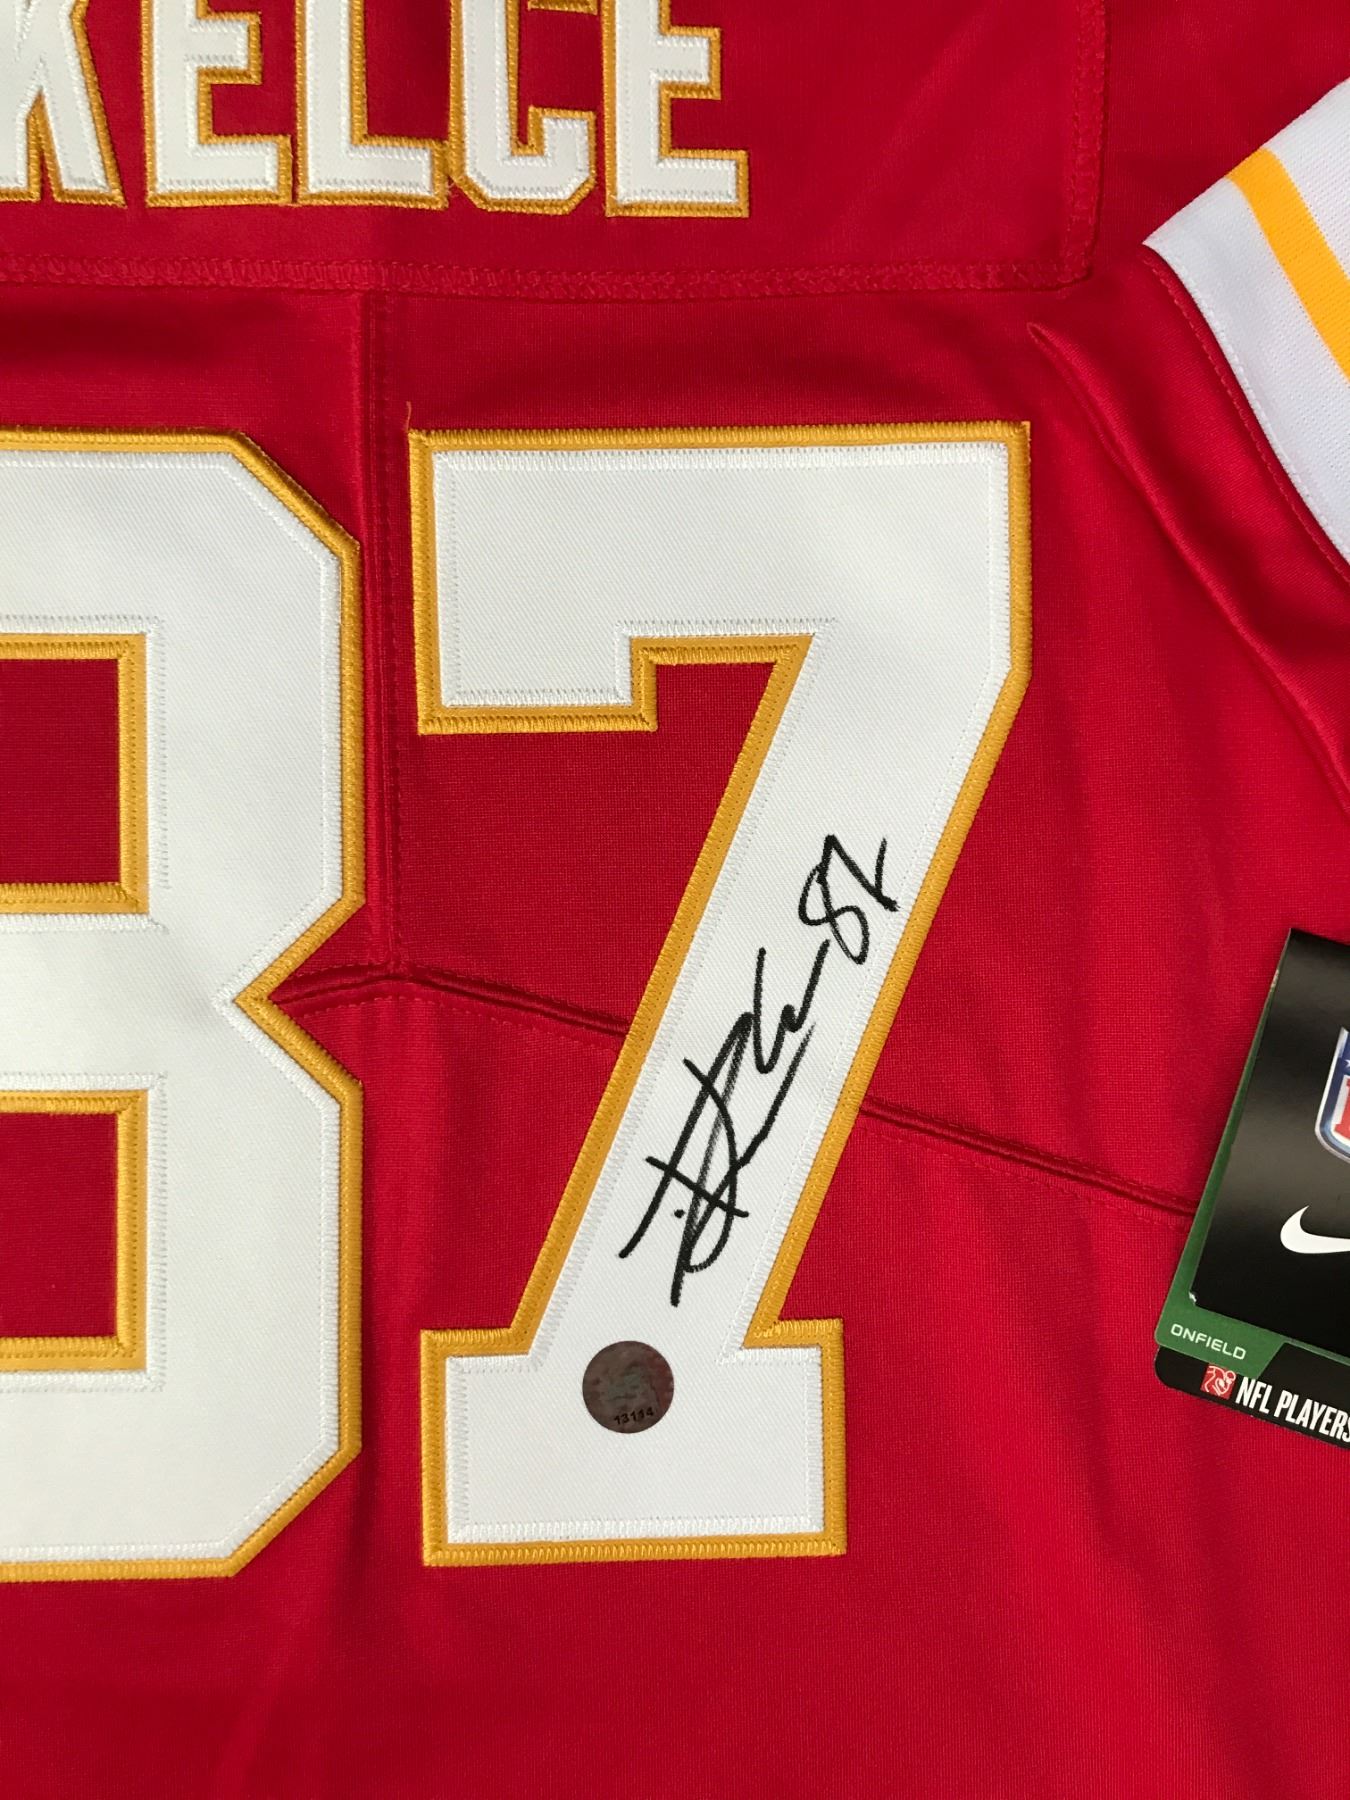 KELCE
87
87
ONFIELD
NFL PLAYERS
13114